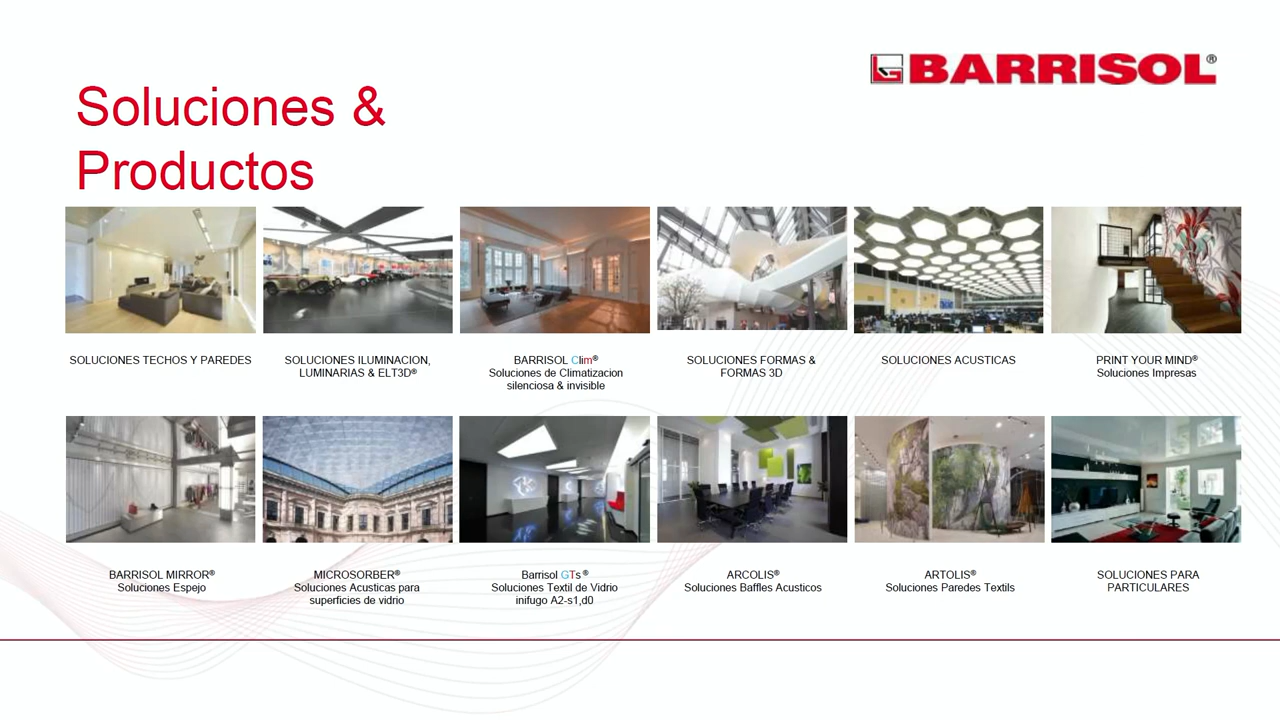 BARRISOL®
Soluciones &
Productos
SOLUCIONES TECHOS Y PAREDES
SOLUCIONES ILUMINACION,
LUMINARIAS & ELT3D®
BARRISOL Clim®
Soluciones de Climatizacion
silenciosa & invisible
SOLUCIONES FORMAS &
FORMAS 3D
SOLUCIONES ACUSTICAS
PRINT YOUR MIND®
Soluciones Impresas
BARRISOL MIRROR®
Soluciones Espejo
MICROSORBER®
Soluciones Acusticas para
superficies de vidrio
Barrisol GTs ®
Soluciones Textil de Vidrio
inifugo A2-s1,d0
ARCOLIS®
Soluciones Baffles Acusticos
ARTOLIS®
Soluciones Paredes Textils
SOLUCIONES PARA
PARTICULARES